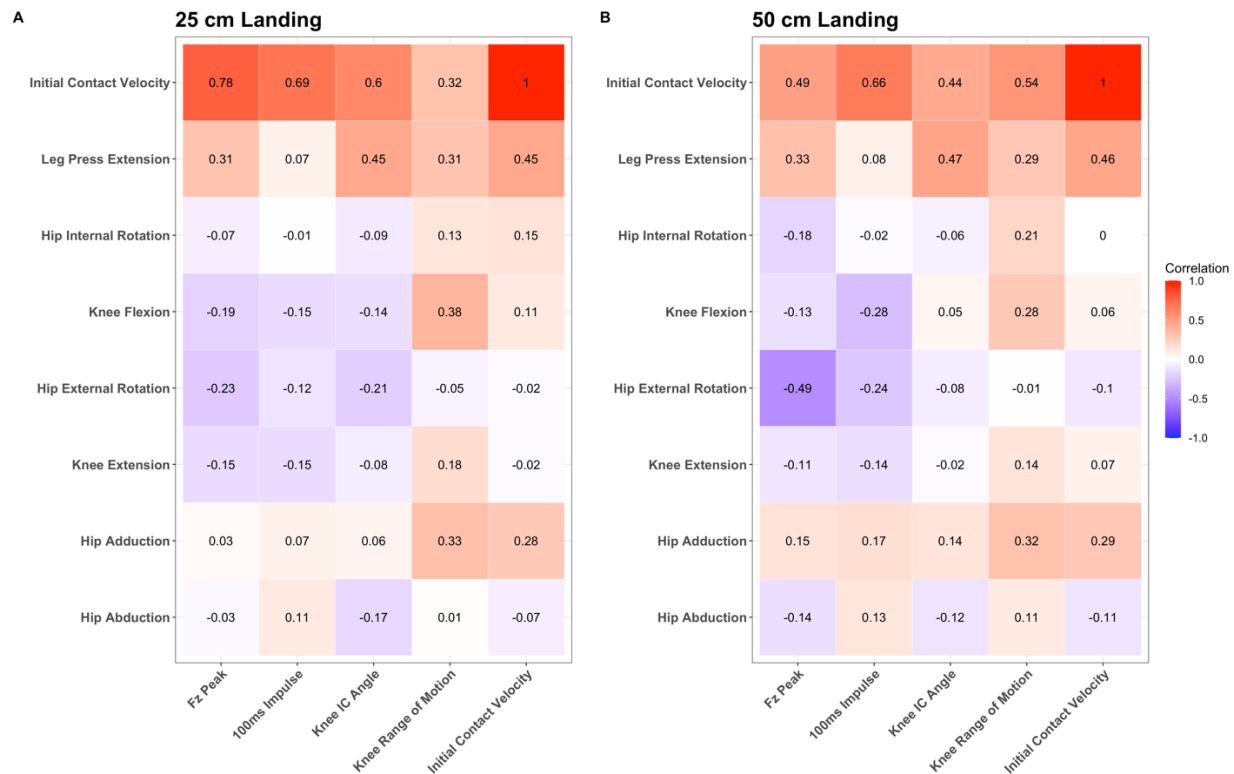 A
25 cm Landing
Initial Contact Velocity 0.78 0.69 0.6 0.32 1
Leg Press Extension 0.31 0.07 0.45 0.31 0.45
Hip Internal Rotation -0.07 -0.01 -0.09 0.13 0.15
Knee Flexion -0.19 -0.15 -0.14 0.38 0.11
Hip External Rotation -0.23 -0.12 -0.21 -0.05 -0.02
Knee Extension -0.15 -0.15 -0.08 0.18 -0.02
Hip Adduction 0.03 0.07 0.06 0.33 0.28
Hip Abduction -0.03 0.11 -0.17 0.01 -0.07
Fz Peak
100ms Impulse
Knee IC Angle
Knee Range of Motion
Initial Contact Velocity
B
50 cm Landing
Initial Contact Velocity 0.49 0.66 0.44 0.54 1
Leg Press Extension 0.33 0.08 0.47 0.29 0.46
Hip Internal Rotation -0.18 -0.02 -0.06 0.21 0
Knee Flexion -0.13 -0.28 0.05 0.28 0.06
Hip External Rotation -0.49 -0.24 -0.08 -0.01 -0.1
Knee Extension -0.11 -0.14 -0.02 0.14 0.07
Hip Adduction 0.15 0.17 0.14 0.32 0.29
Hip Abduction -0.14 0.13 -0.12 0.11 -0.11
Fz Peak
100ms Impulse
Knee IC Angle
Knee Range of Motion
Initial Contact Velocity
Correlation
1.0
0.5
0.0
-0.5
-1.0